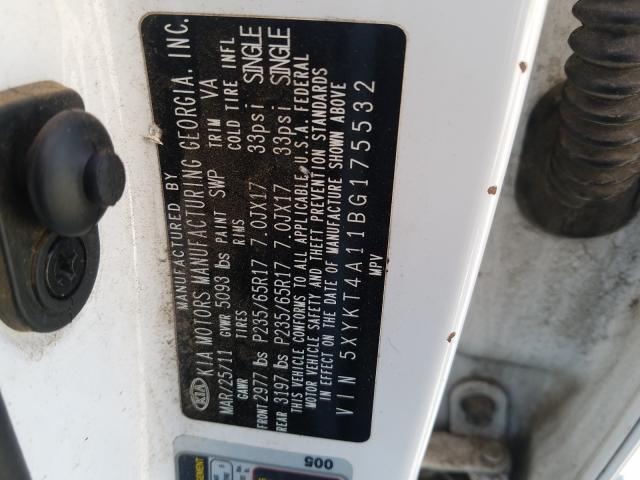 MANUFACTURED BY
KIA KIA MOTORS MANUFACTURING GEORGIA, INC.
MAR/25/11 GVWR 5093 lbs PAINT SWP TRIM VA
GAWR TIRES RIMS COLD TIRE INFL
FRONT 2977 lbs P235/65R17 7.0JX17 33psi SINGLE
REAR 3197 lbs P235/65R17 7.0JX17 33psi SINGLE
THIS VEHICLE CONFORMS TO ALL APPLICABLE U.S.A. FEDERAL
MOTOR VEHICLE SAFETY AND THEFT PREVENTION STANDARDS
IN EFFECT ON THE DATE OF MANUFACTURE SHOWN ABOVE
VIN 5XYKT4A11BG175532
MPV
005